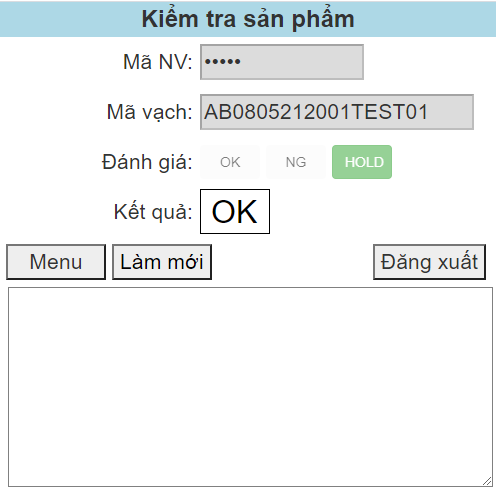 Kiểm tra sản phẩm
Mã NV: •••••
Mã vạch: AB0805212001TEST01
Đánh giá: OK NG HOLD
Kết quả: OK
Menu Làm mới Đăng xuất